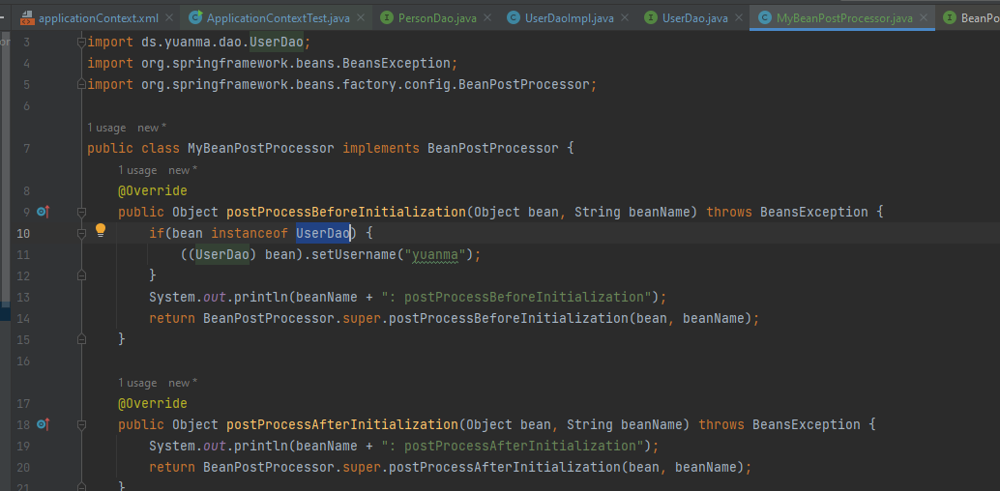 applicationContext.xml ApplicationContextTest.java PersonDao.java UserDaoImpl.java UserDao.java MyBeanPostProcessor.java BeanPo
or
3 import ds.yuanma.dao.UserDao;
4 import org.springframework.beans.BeansException;
5 import org.springframework.beans.factory.config.BeanPostProcessor;
6
1 usage new *
7 public class MyBeanPostProcessor implements BeanPostProcessor {
1 usage new *
8 @Override
9 public Object postProcessBeforeInitialization(Object bean, String beanName) throws BeansException {
10 if(bean instanceof UserDao) {
11 ((UserDao) bean).setUsername("yuanma");
12 }
13 System.out.println(beanName + ": postProcessBeforeInitialization");
14 return BeanPostProcessor.super.postProcessBeforeInitialization(bean, beanName);
15 }
16
1 usage new *
17 @Override
18 public Object postProcessAfterInitialization(Object bean, String beanName) throws BeansException {
19 System.out.println(beanName + ": postProcessAfterInitialization");
20 return BeanPostProcessor.super.postProcessAfterInitialization(bean, beanName);
21 }